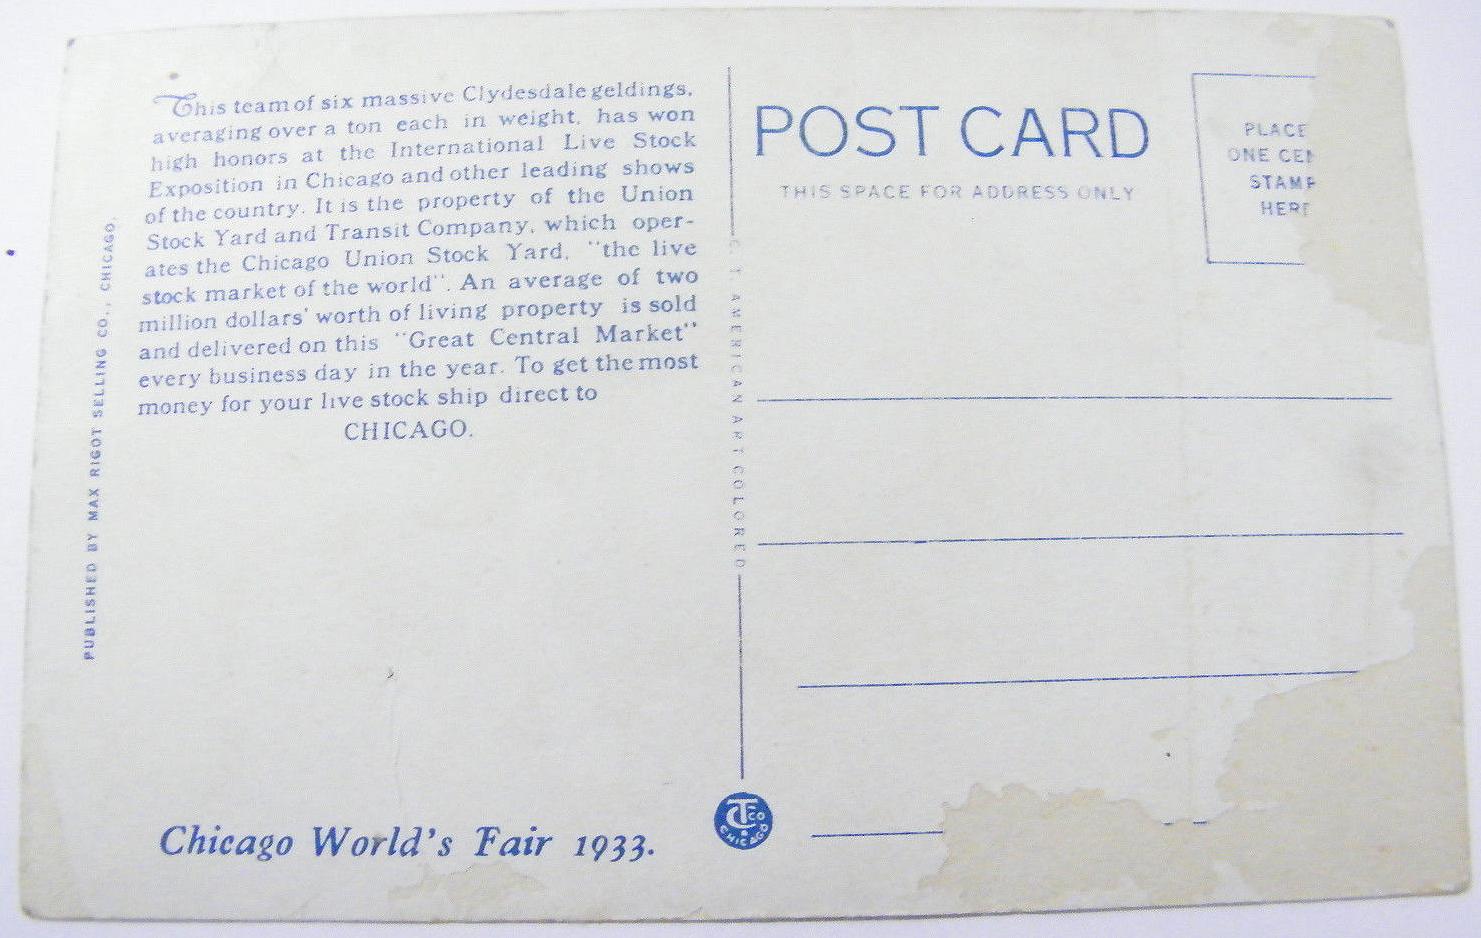 This team of six massive Clydesdale geldings,
averaging over a ton each in weight, has won
high honors at the International Live Stock
Exposition in Chicago and other leading shows
of the country. It is the property of the Union
Stock Yard and Transit Company, which oper-
ates the Chicago Union Stock Yard, "the live
stock market of the world". An average of two
million dollars' worth of living property is sold
and delivered on this "Great Central Market"
every business day in the year. To get the most
money for your live stock ship direct to
CHICAGO.
PUBLISHED BY MAX RIGOT SELLING CO., CHICAGO.
Chicago World's Fair 1933.
C. T. AMERICAN ART COLORED
CT CO
CHICAGO
POST CARD
THIS SPACE FOR ADDRESS ONLY
PLACE
ONE CEN
STAMP
HERE